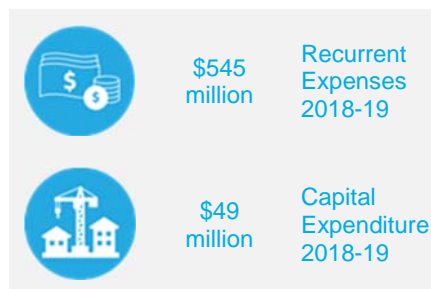 $
$
$545
million
Recurrent
Expenses
2018-19
$49
million
Capital
Expenditure
2018-19